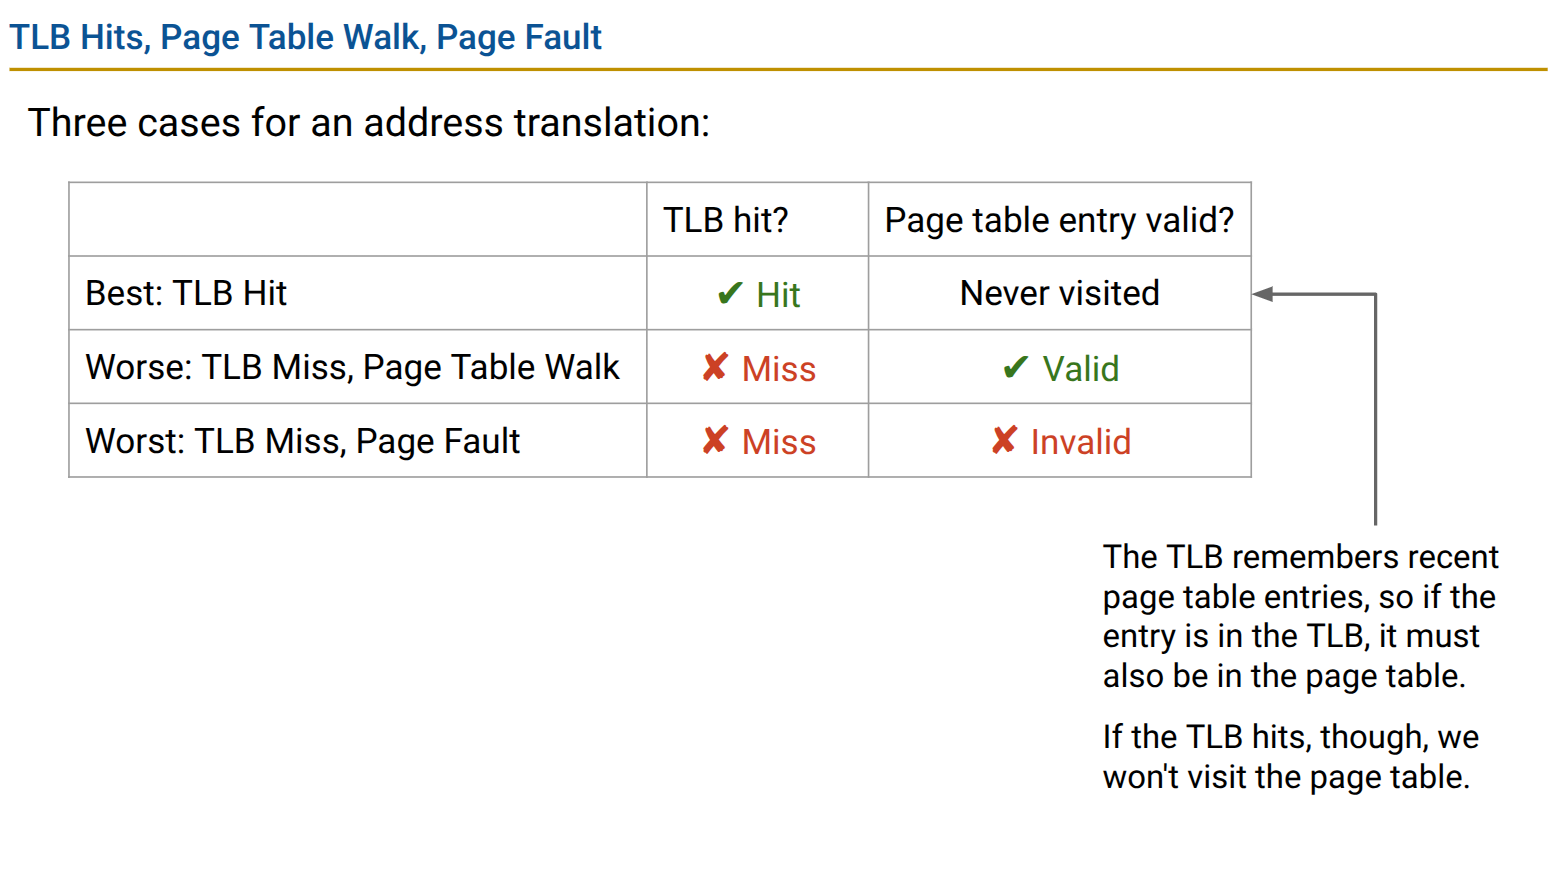 TLB Hits, Page Table Walk, Page Fault
Three cases for an address translation:
TLB hit? Page table entry valid?
Best: TLB Hit ✔ Hit Never visited
Worse: TLB Miss, Page Table Walk ✘ Miss ✔ Valid
Worst: TLB Miss, Page Fault ✘ Miss ✘ Invalid
The TLB remembers recent
page table entries, so if the
entry is in the TLB, it must
also be in the page table.
If the TLB hits, though, we
won't visit the page table.